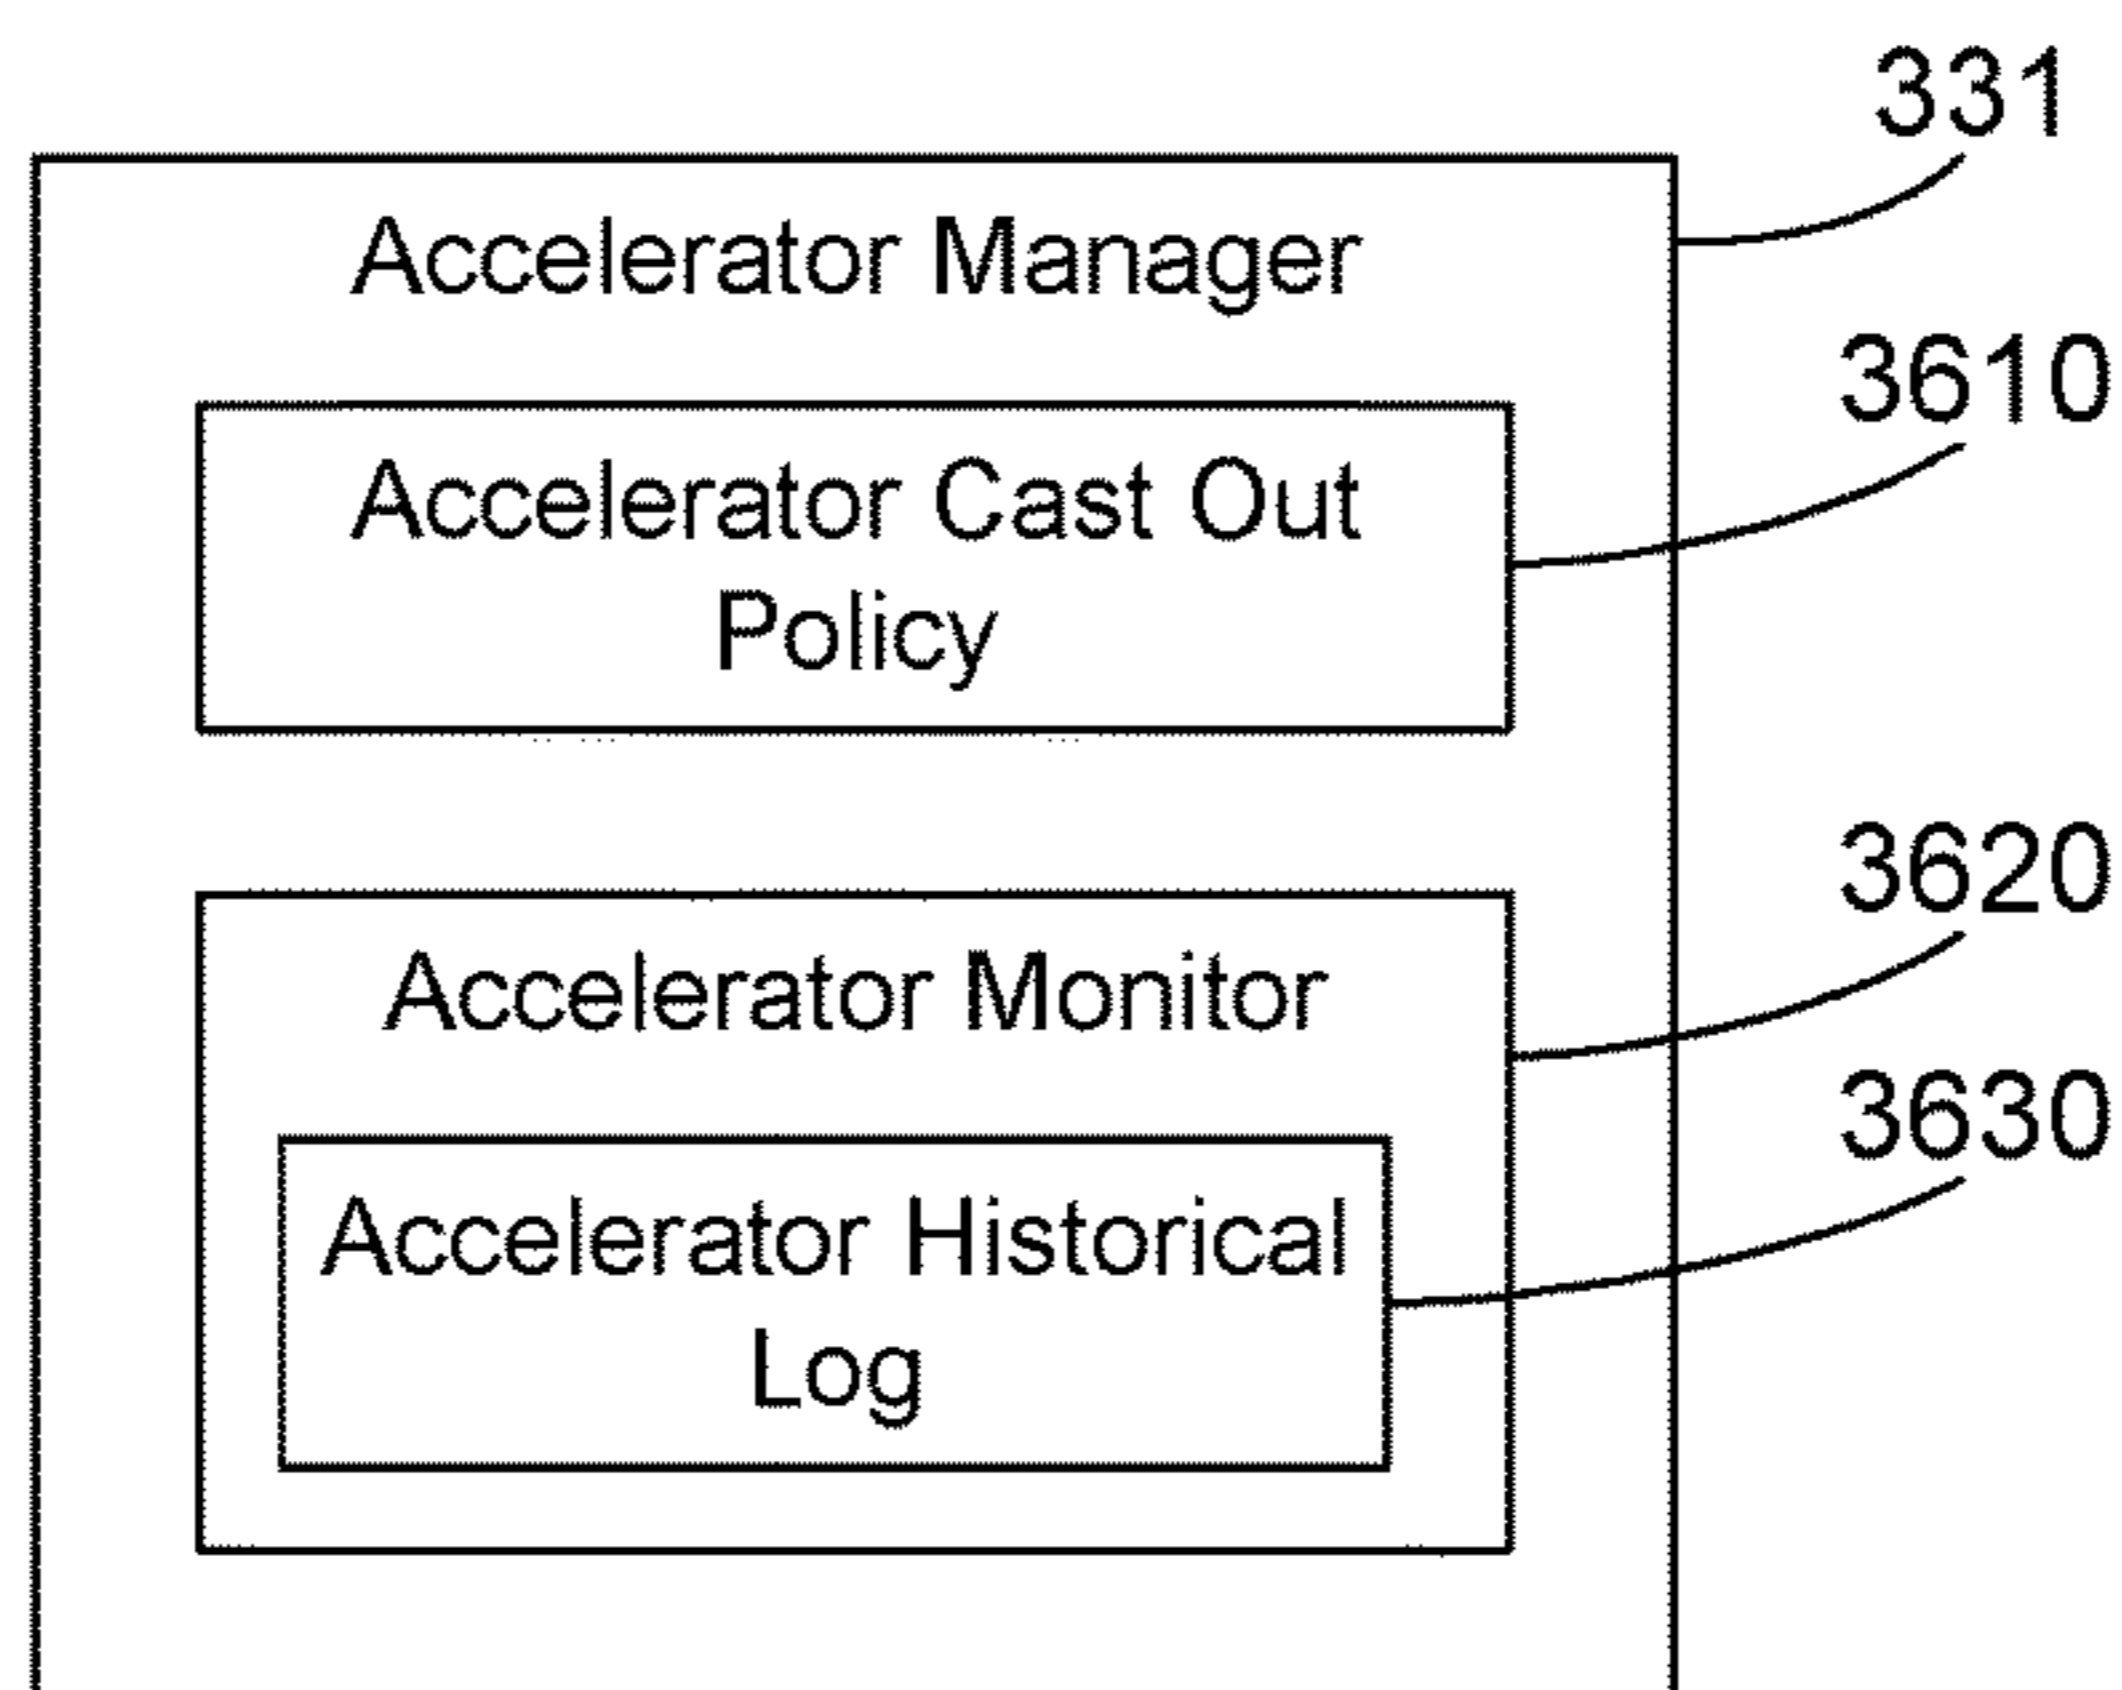 331
Accelerator Manager
3610
Accelerator Cast Out
Policy
3620
Accelerator Monitor
3630
Accelerator Historical
Log